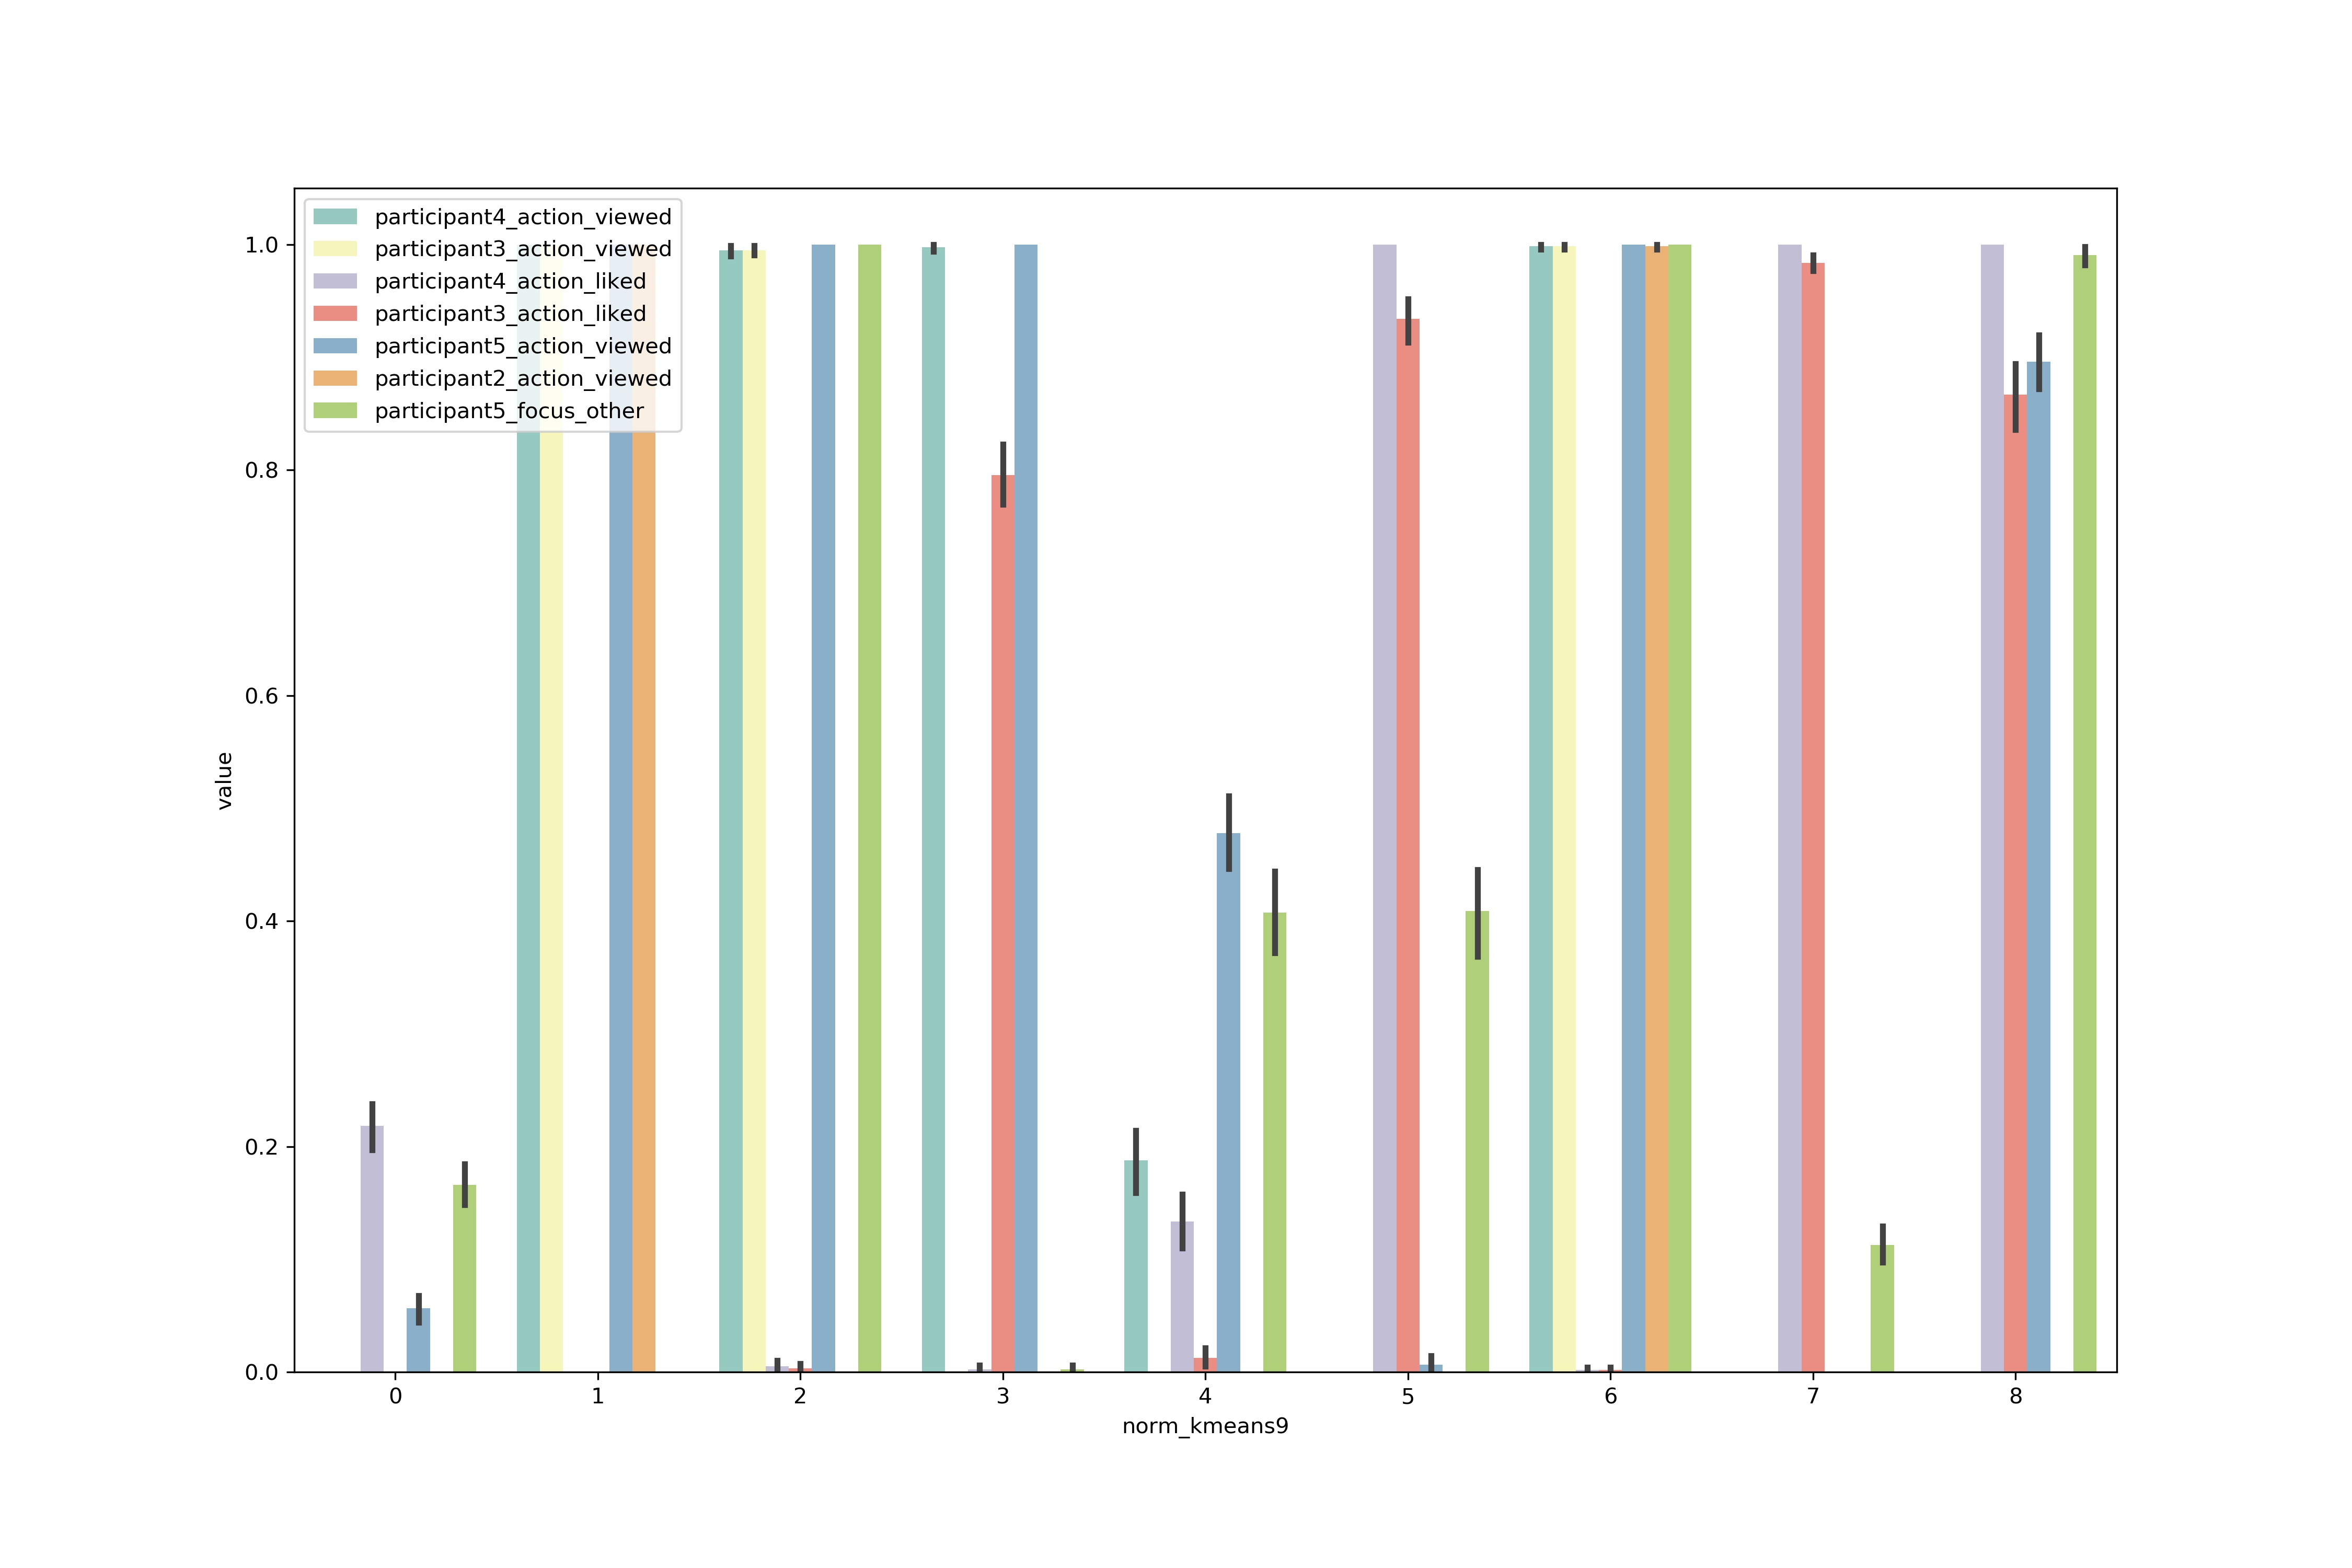 participant4_action_viewed
participant3_action_viewed
participant4_action_liked
participant3_action_liked
participant5_action_viewed
participant2_action_viewed
participant5_focus_other
1.0
0.8
0.6
0.4
0.2
0.0
value
0 1 2 3 4 5 6 7 8
norm_kmeans9